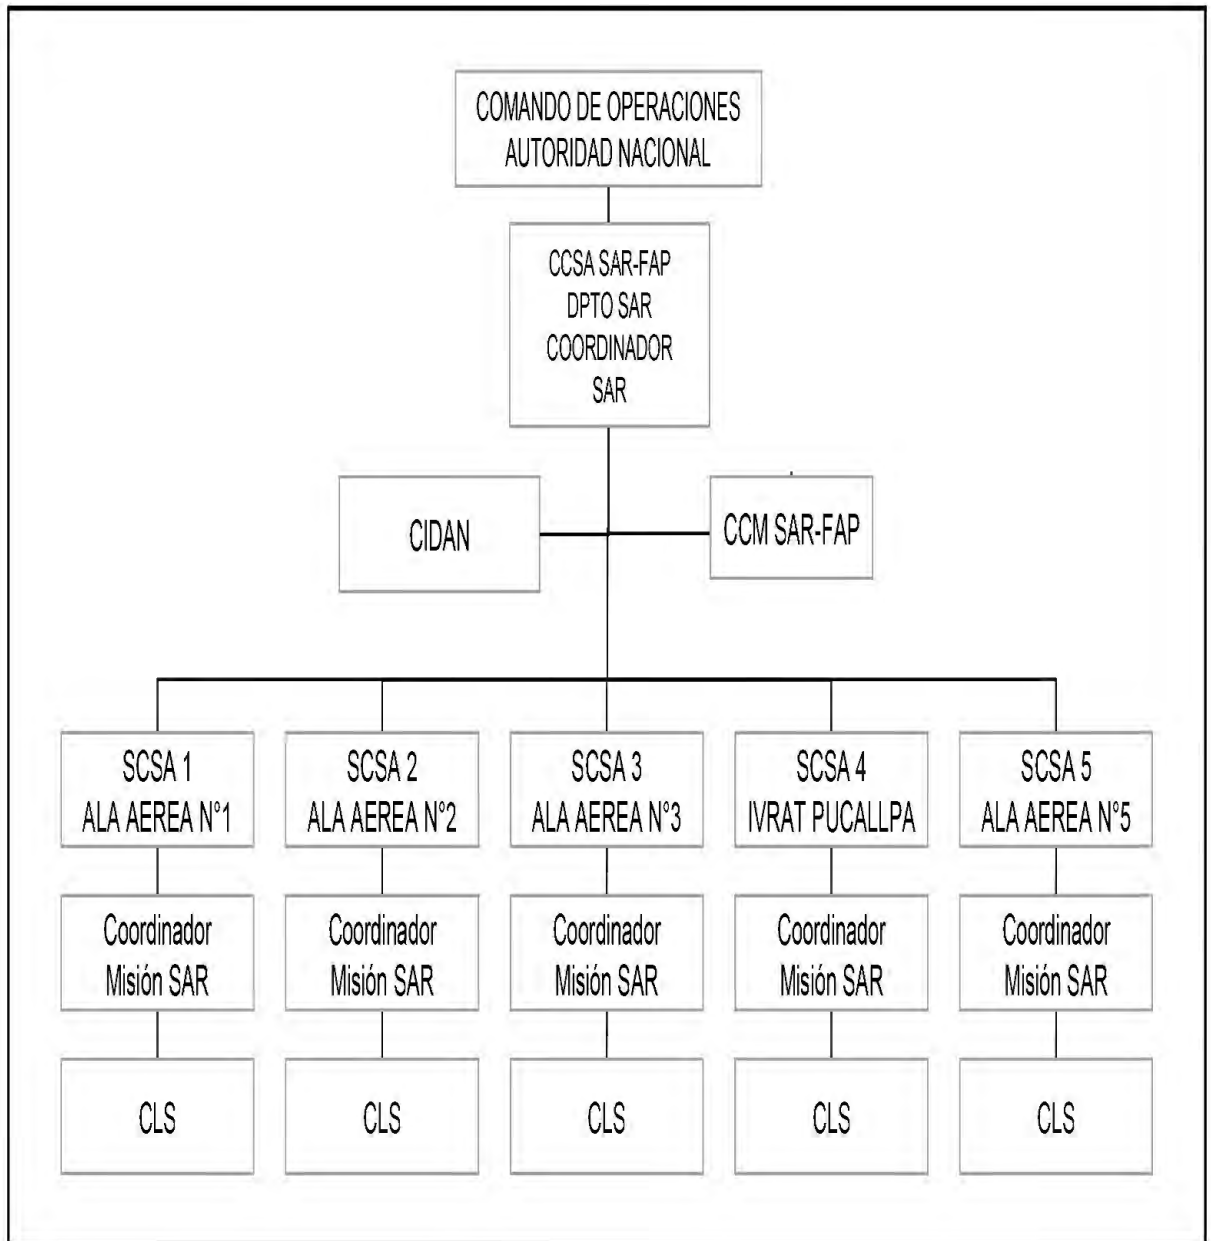 COMANDO DE OPERACIONES
AUTORIDAD NACIONAL
CCSA SAR-FAP
DPTO SAR
COORDINADOR
SAR
CIDAN
CCM SAR-FAP
SCSA 1
ALA AEREA N°1
SCSA 2
ALA AEREA N°2
SCSA 3
ALA AEREA N°3
SCSA 4
IVRAT PUCALLPA
SCSA 5
ALA AEREA N°5
Coordinador
Misión SAR
Coordinador
Misión SAR
Coordinador
Misión SAR
Coordinador
Misión SAR
Coordinador
Misión SAR
CLS
CLS
CLS
CLS
CLS